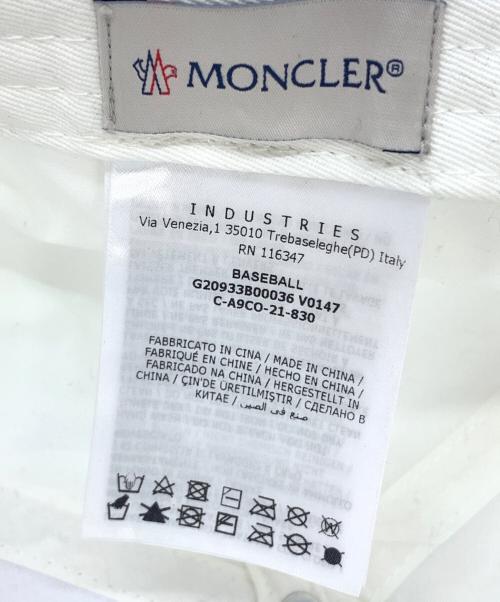 MONCLER®
INDUSTRIES
Via Venezia,1 35010 Trebaseleghe(PD) Italy
RN 116347
BASEBALL
G20933B00036 V0147
C-A9CO-21-830
FABBRICATO IN CINA / MADE IN CHINA /
FABRIQUÉ EN CHINE / HECHO EN CHINA /
FABRICADO NA CHINA / HERGESTELLT IN
CHINA / ÇIN'DE ÜRETILMIŞTIR / СДЕЛАНО В
КИТАЕ / صنع في الصين